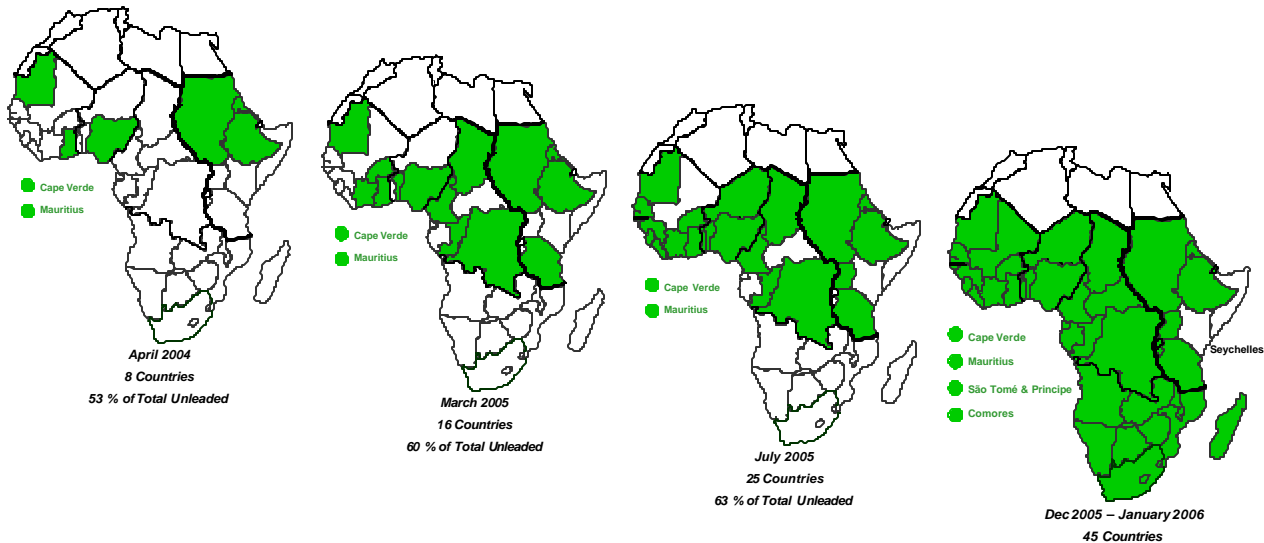 Cape Verde
Mauritius
April 2004
8 Countries
53 % of Total Unleaded
Cape Verde
Mauritius
March 2005
16 Countries
60 % of Total Unleaded
Cape Verde
Mauritius
July 2005
25 Countries
63 % of Total Unleaded
Seychelles
Cape Verde
Mauritius
São Tomé & Principe
Comores
Dec 2005 – January 2006
45 Countries